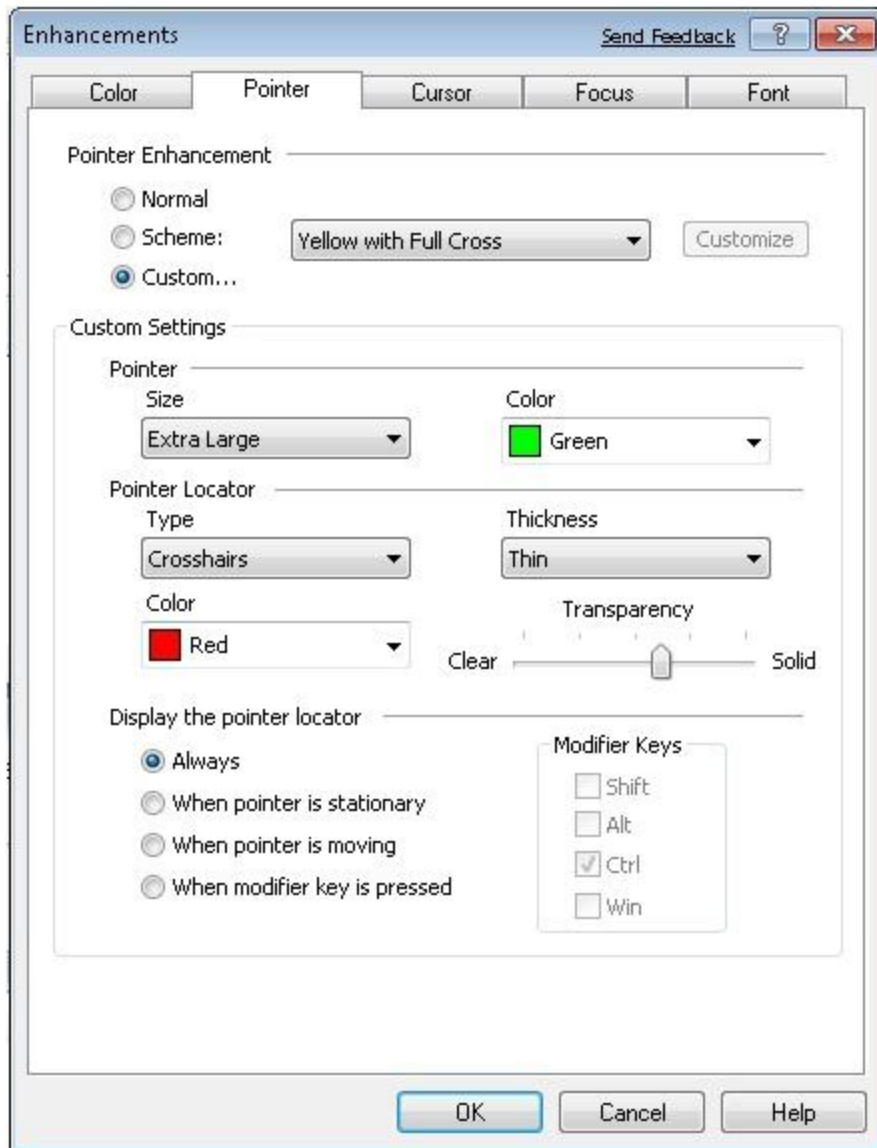 Enhancements Send Feedback ?
Color Pointer Cursor Focus Font
Pointer Enhancement
Normal
Scheme: Yellow with Full Cross Customize
Custom...
Custom Settings
Pointer
Size Color
Extra Large Green
Pointer Locator
Type Thickness
Crosshairs Thin
Color Transparency
Red Clear Solid
Display the pointer locator Modifier Keys
Always Shift
When pointer is stationary Alt
When pointer is moving Ctrl
When modifier key is pressed Win
OK Cancel Help